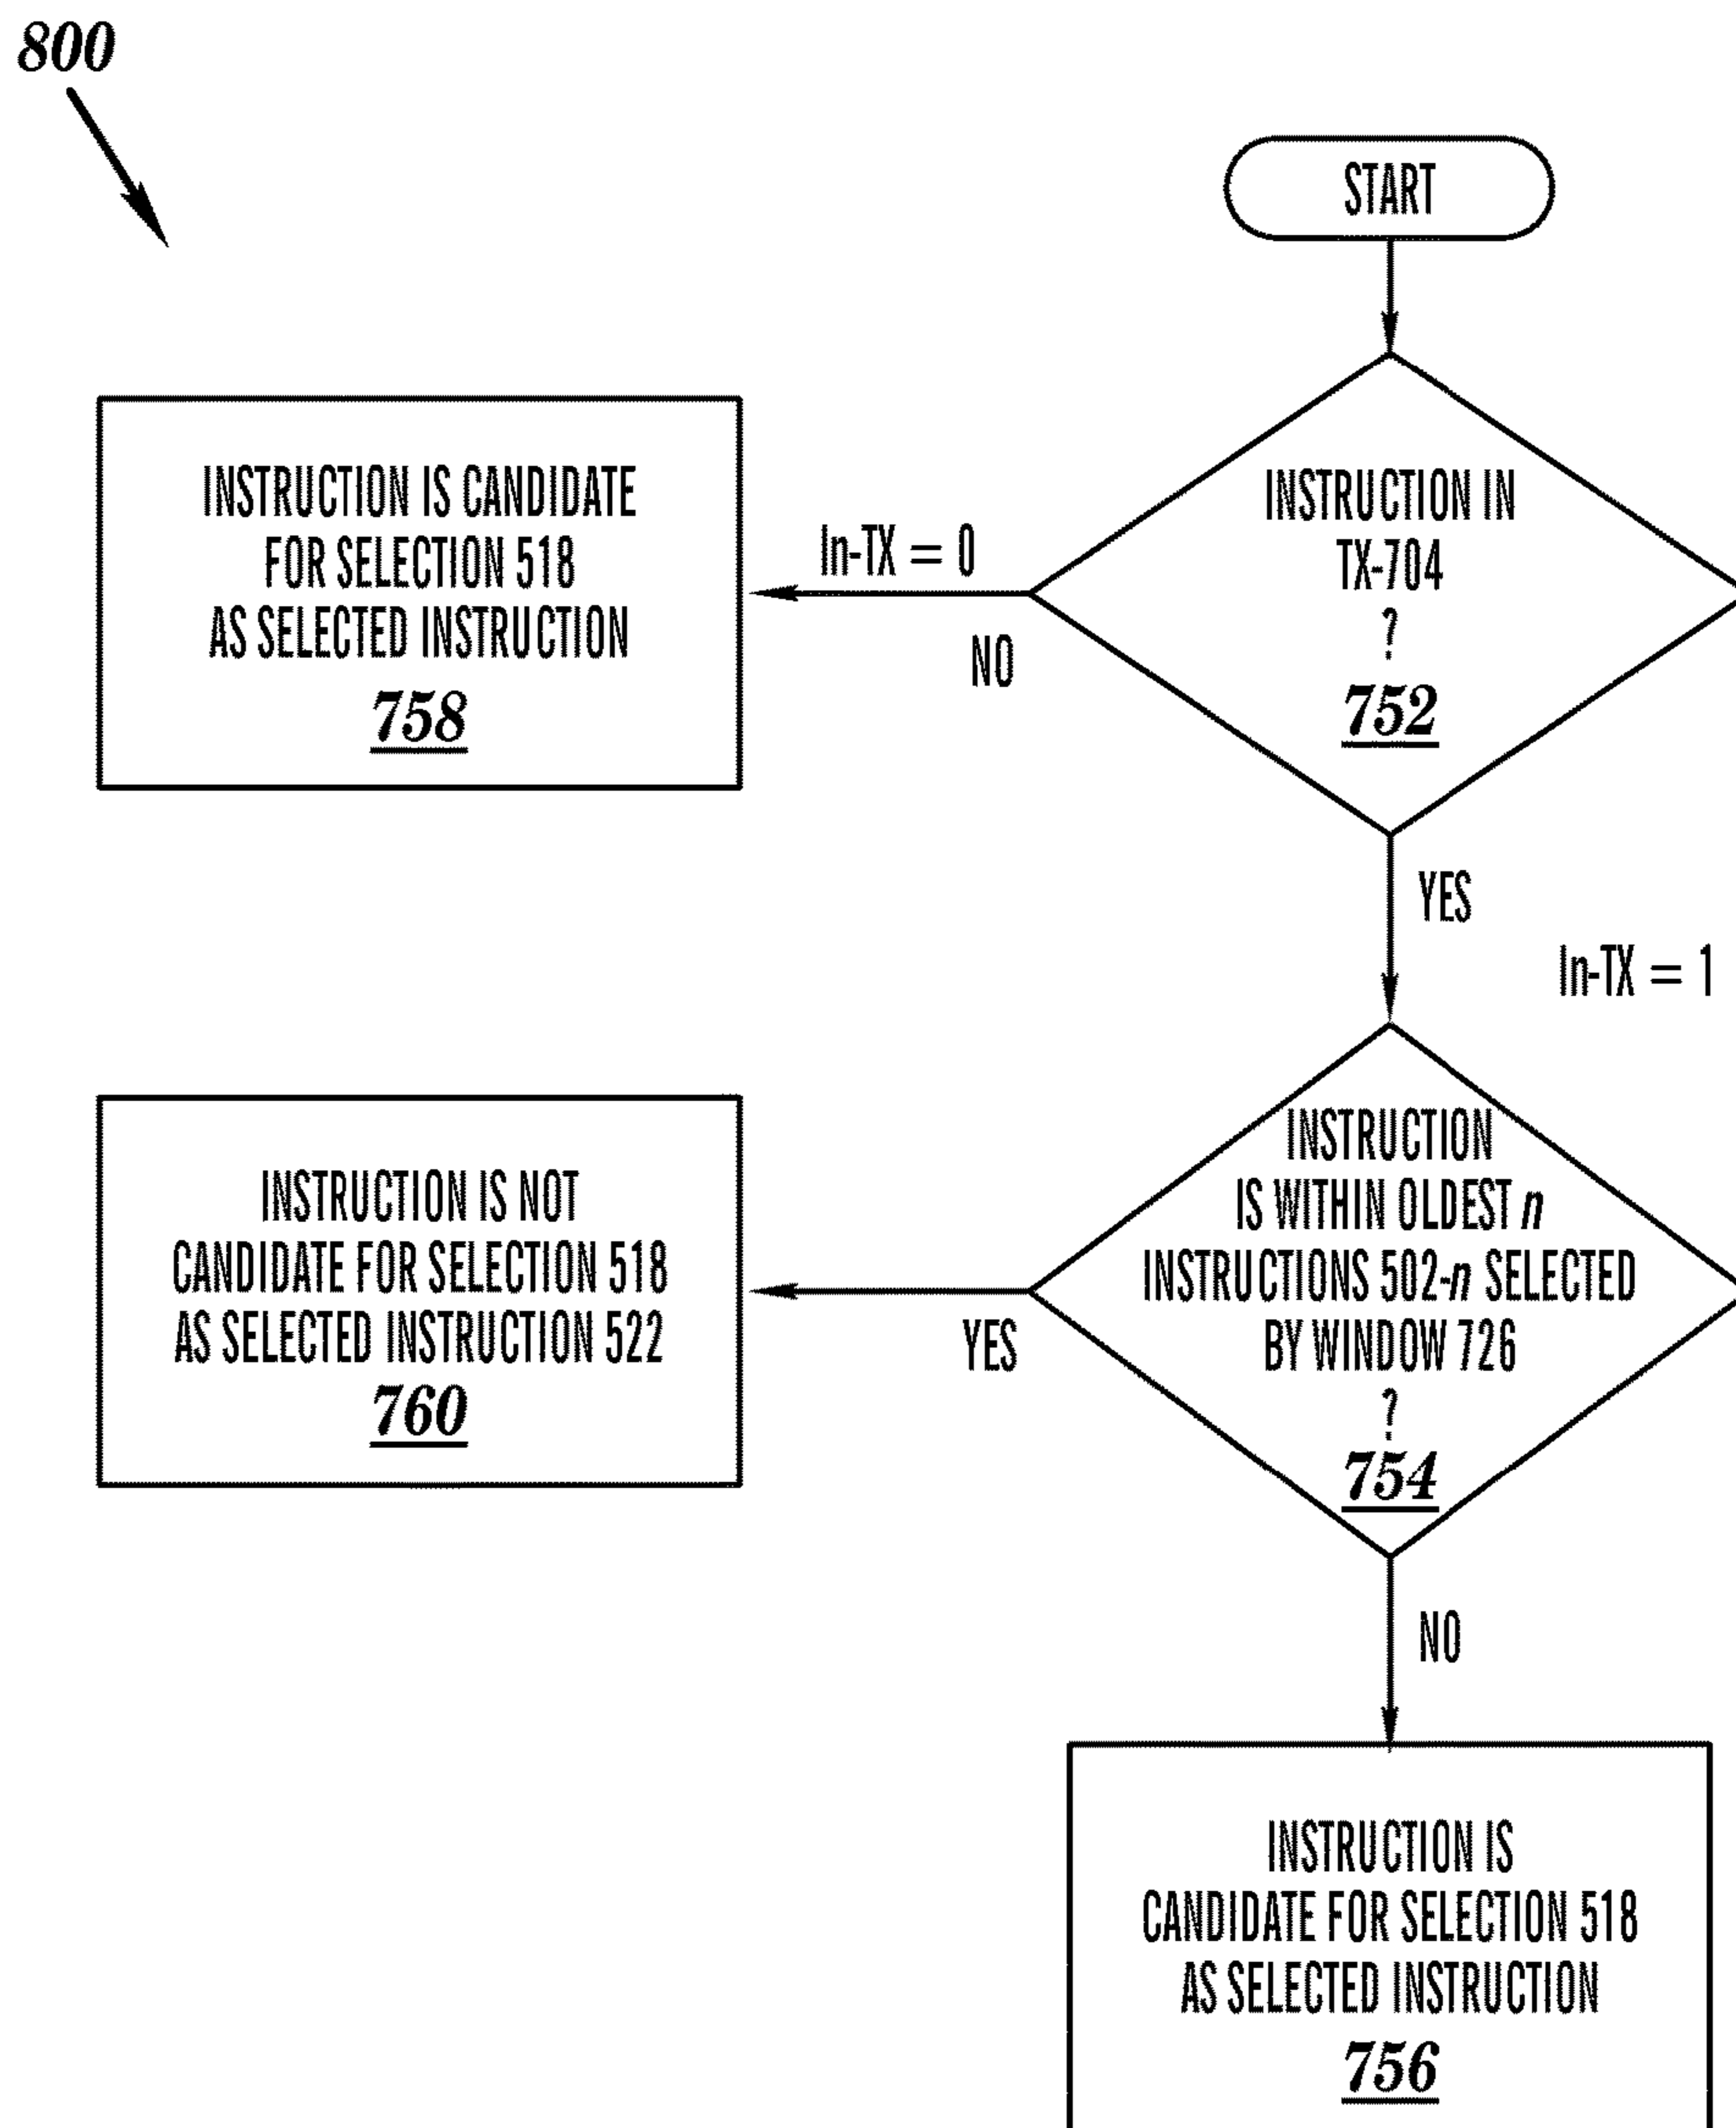 800
START
INSTRUCTION IN
TX-704
?
752
In-TX = 0
NO
INSTRUCTION IS CANDIDATE
FOR SELECTION 518
AS SELECTED INSTRUCTION
758
YES
In-TX = 1
INSTRUCTION
IS WITHIN OLDEST n
INSTRUCTIONS 502-n SELECTED
BY WINDOW 726
?
754
YES
INSTRUCTION IS NOT
CANDIDATE FOR SELECTION 518
AS SELECTED INSTRUCTION 522
760
NO
INSTRUCTION IS
CANDIDATE FOR SELECTION 518
AS SELECTED INSTRUCTION
756